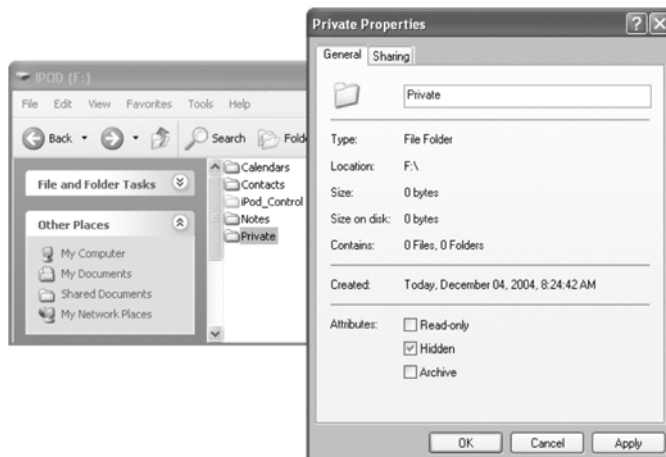 IPOD (F:)
File Edit View Favorites Tools Help
Back Search
File and Folder Tasks
Other Places
My Computer
My Documents
Shared Documents
My Network Places
Calendars
Contacts
iPod_Control
Notes
Private
Private Properties
General Sharing
Private
Type: File Folder
Location: F:\
Size: 0 bytes
Size on disk: 0 bytes
Contains: 0 Files, 0 Folders
Created: Today, December 04, 2004, 8:24:42 AM
Attributes: Read-only
Hidden
Archive
OK Cancel Apply